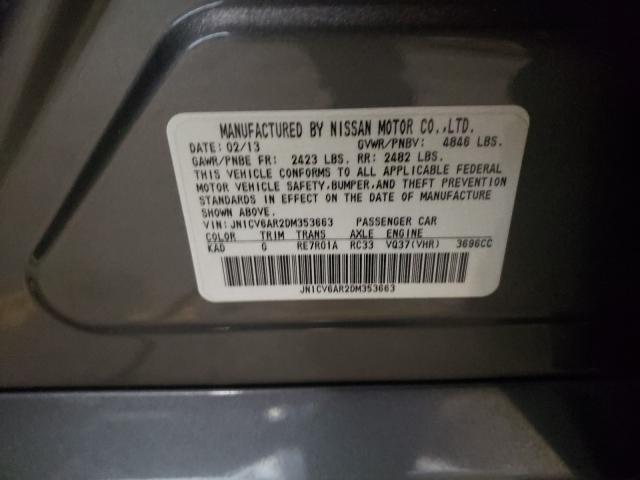 MANUFACTURED BY NISSAN MOTOR CO.,LTD.
DATE: 02/13 GVWR/PNBV: 4846 LBS.
GAWR/PNBE FR: 2423 LBS. RR: 2482 LBS.
THIS VEHICLE CONFORMS TO ALL APPLICABLE FEDERAL
MOTOR VEHICLE SAFETY,BUMPER,AND THEFT PREVENTION
STANDARDS IN EFFECT ON THE DATE OF MANUFACTURE
SHOWN ABOVE.
VIN: JN1CV6AR2DM353663 PASSENGER CAR
COLOR TRIM TRANS AXLE ENGINE
KAD G RE7R01A RC33 VQ37(VHR) 3696CC
JN1CV6AR2DM353663